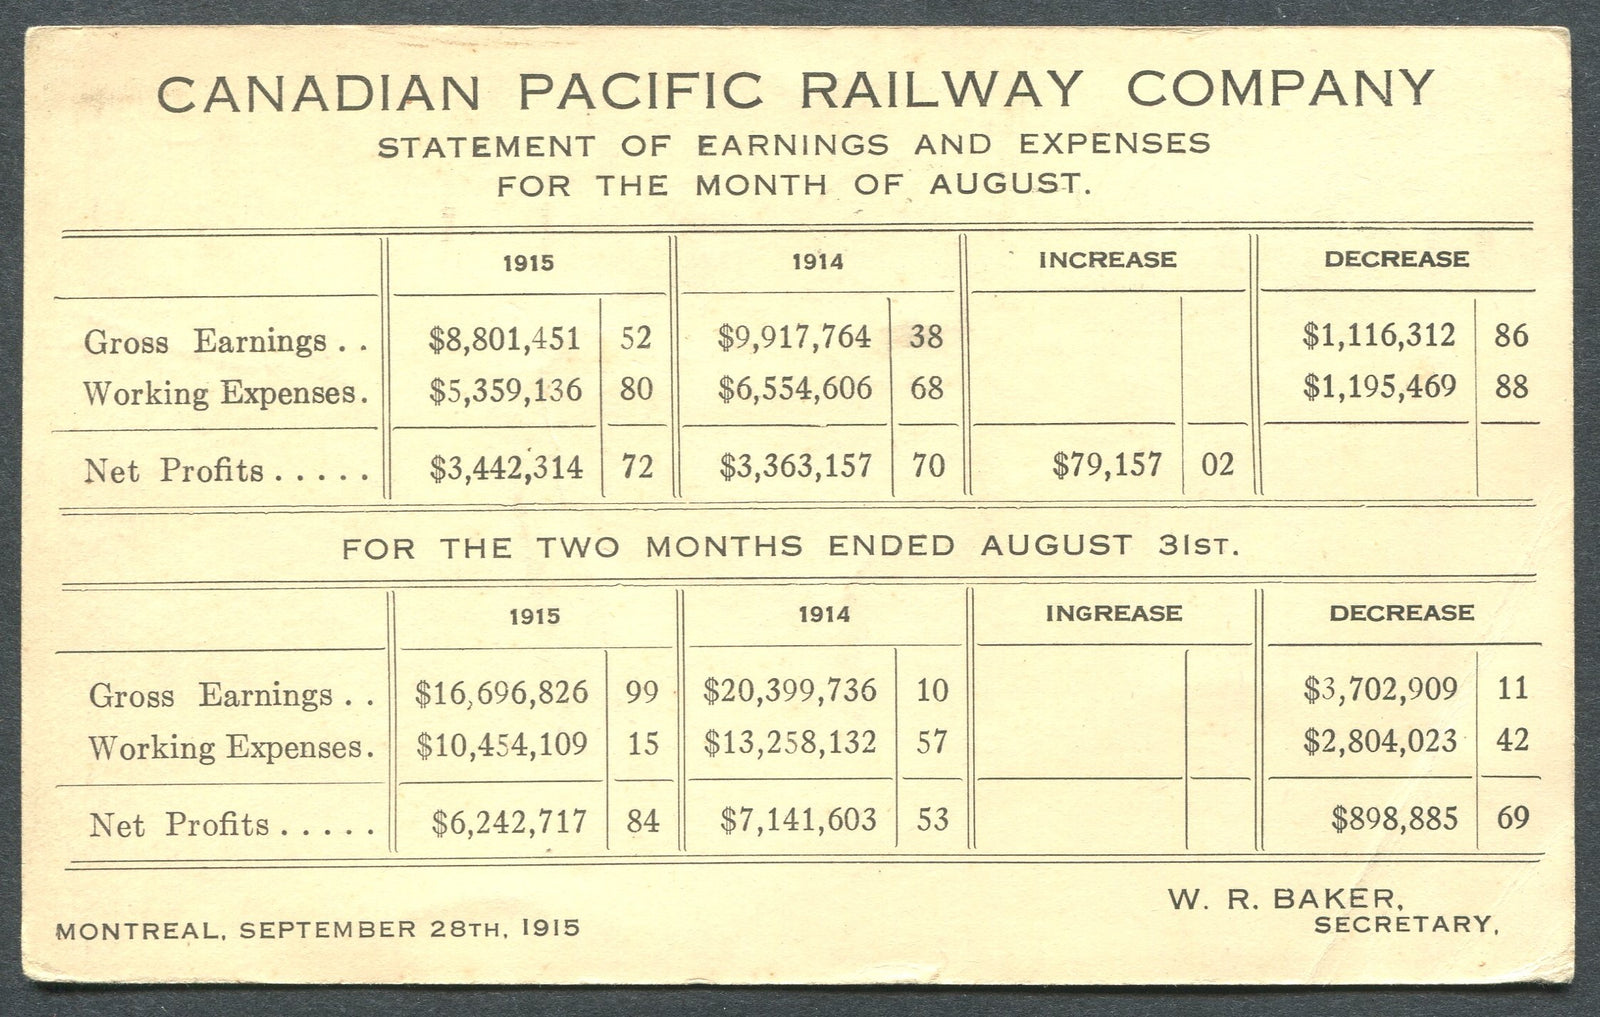 CANADIAN PACIFIC RAILWAY COMPANY
STATEMENT OF EARNINGS AND EXPENSES
FOR THE MONTH OF AUGUST.
1915 1914 INCREASE DECREASE
Gross Earnings . . $8,801,451 52 $9,917,764 38 $1,116,312 86
Working Expenses. $5,359,136 80 $6,554,606 68 $1,195,469 88
Net Profits . . . . . $3,442,314 72 $3,363,157 70 $79,157 02
FOR THE TWO MONTHS ENDED AUGUST 31ST.
1915 1914 INGREASE DECREASE
Gross Earnings . . $16,696,826 99 $20,399,736 10 $3,702,909 11
Working Expenses. $10,454,109 15 $13,258,132 57 $2,804,023 42
Net Profits . . . . . $6,242,717 84 $7,141,603 53 $898,885 69
W. R. BAKER,
MONTREAL, SEPTEMBER 28TH, 1915 SECRETARY,